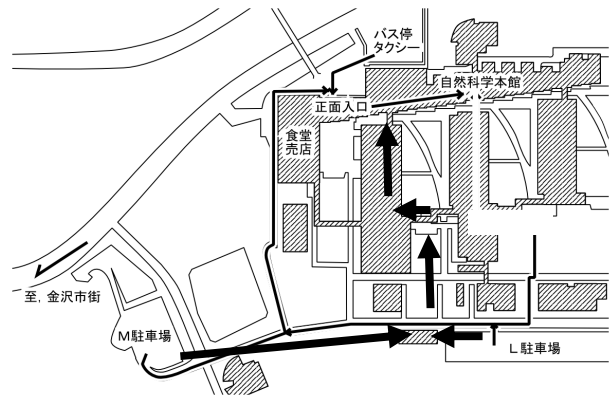 バス停
タクシー
自然科学本館
正面入口
食堂
売店
至, 金沢市街
M駐車場
L駐車場